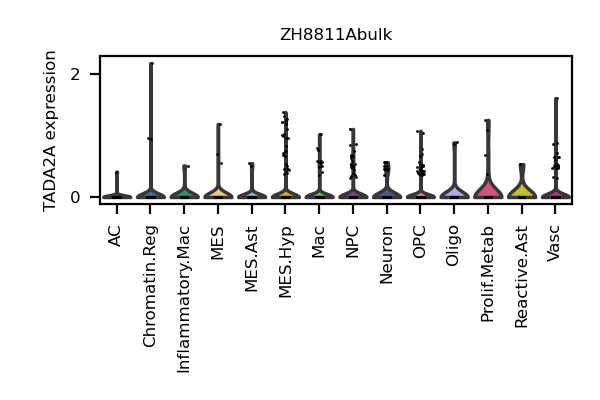 ZH8811Abulk
TADA2A expression
2
0
AC
Chromatin.Reg
Inflammatory.Mac
MES
MES.Ast
MES.Hyp
Mac
NPC
Neuron
OPC
Oligo
Prolif.Metab
Reactive.Ast
Vasc